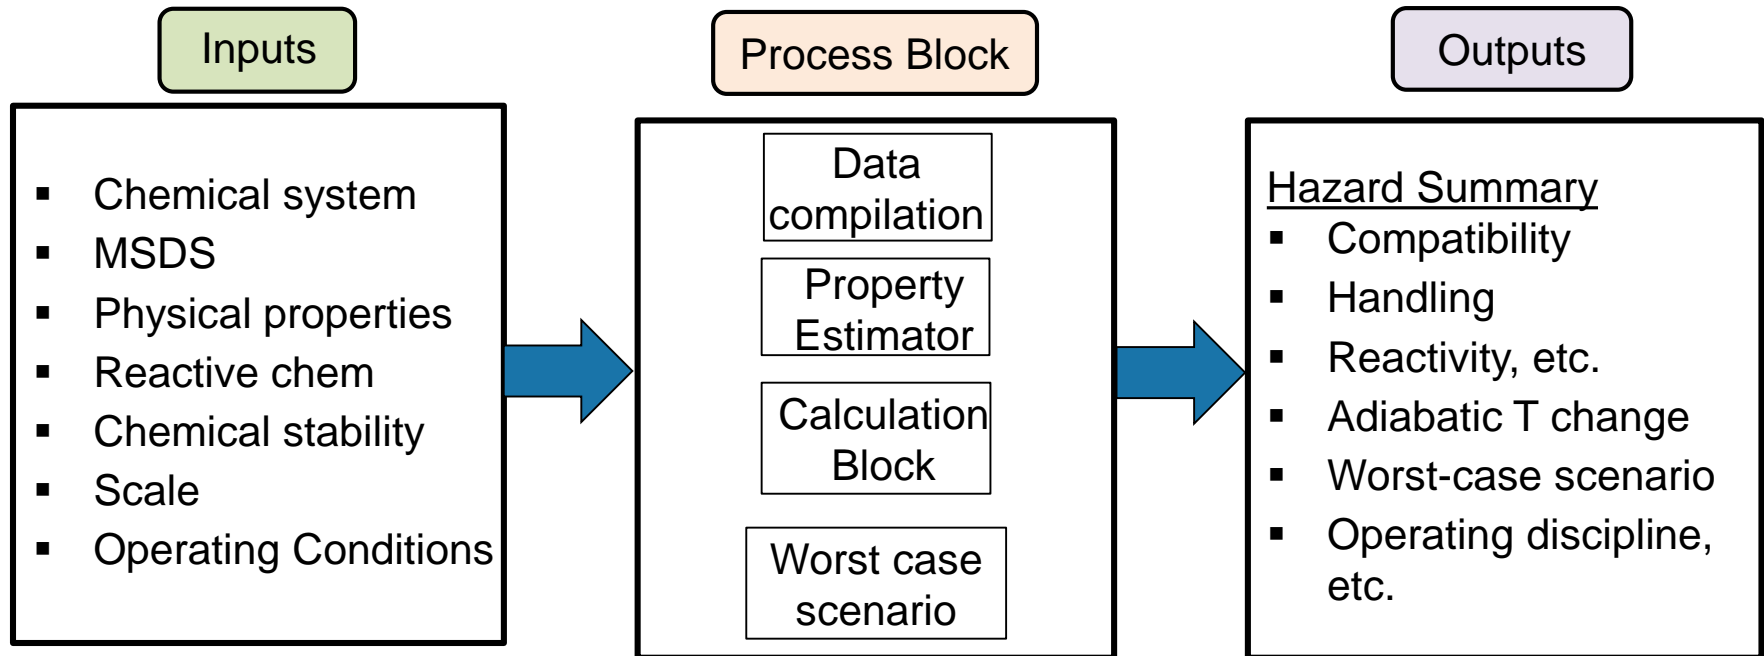 Inputs
▪ Chemical system
▪ MSDS
▪ Physical properties
▪ Reactive chem
▪ Chemical stability
▪ Scale
▪ Operating Conditions
Process Block
Data
compilation
Property
Estimator
Calculation
Block
Worst case
scenario
Outputs
Hazard Summary
▪ Compatibility
▪ Handling
▪ Reactivity, etc.
▪ Adiabatic T change
▪ Worst-case scenario
▪ Operating discipline,
etc.